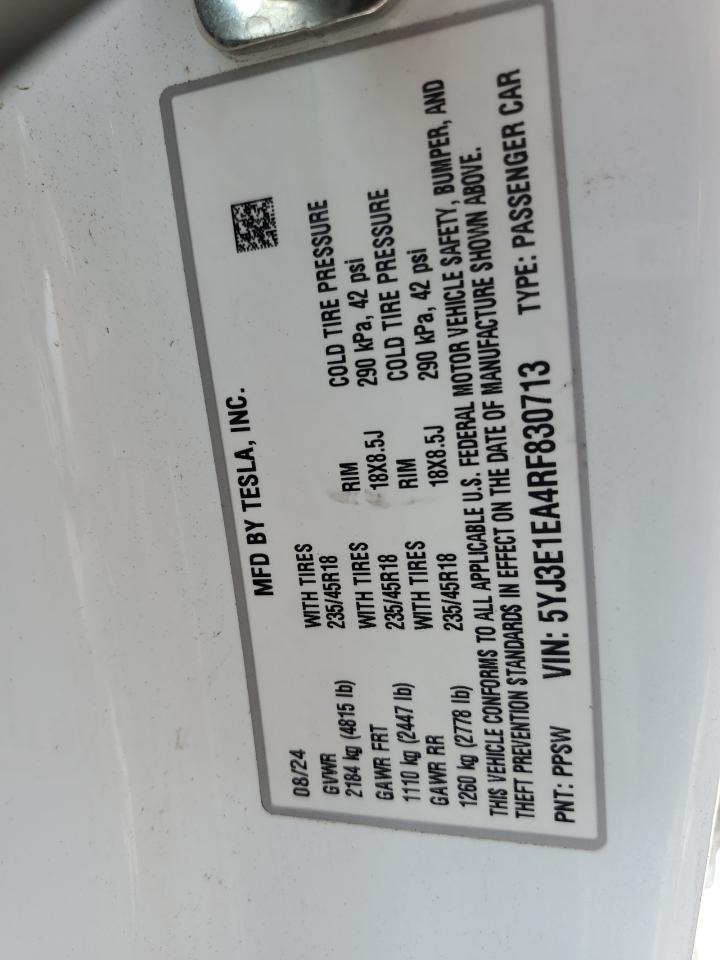 MFD BY TESLA, INC.
08/24
GVWR WITH TIRES RIM COLD TIRE PRESSURE
2184 kg (4815 lb) 235/45R18 18X8.5J 290 kPa, 42 psi
GAWR FRT WITH TIRES RIM COLD TIRE PRESSURE
1110 kg (2447 lb) 235/45R18 18X8.5J 290 kPa, 42 psi
GAWR RR WITH TIRES
1260 kg (2778 lb) 235/45R18
THIS VEHICLE CONFORMS TO ALL APPLICABLE U.S. FEDERAL MOTOR VEHICLE SAFETY, BUMPER, AND
THEFT PREVENTION STANDARDS IN EFFECT ON THE DATE OF MANUFACTURE SHOWN ABOVE.
PNT: PPSW VIN: 5YJ3E1EA4RF830713 TYPE: PASSENGER CAR